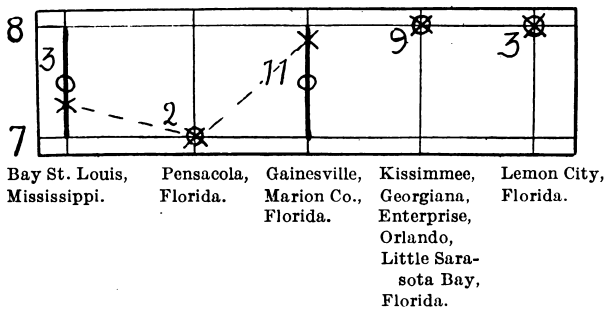 8
3
9
3
.11
2
7
Bay St. Louis,
Mississippi.
Pensacola,
Florida.
Gainesville,
Marion Co.,
Florida.
Kissimmee,
Georgiana,
Enterprise,
Orlando,
Little Sara-
sota Bay,
Florida.
Lemon City,
Florida.